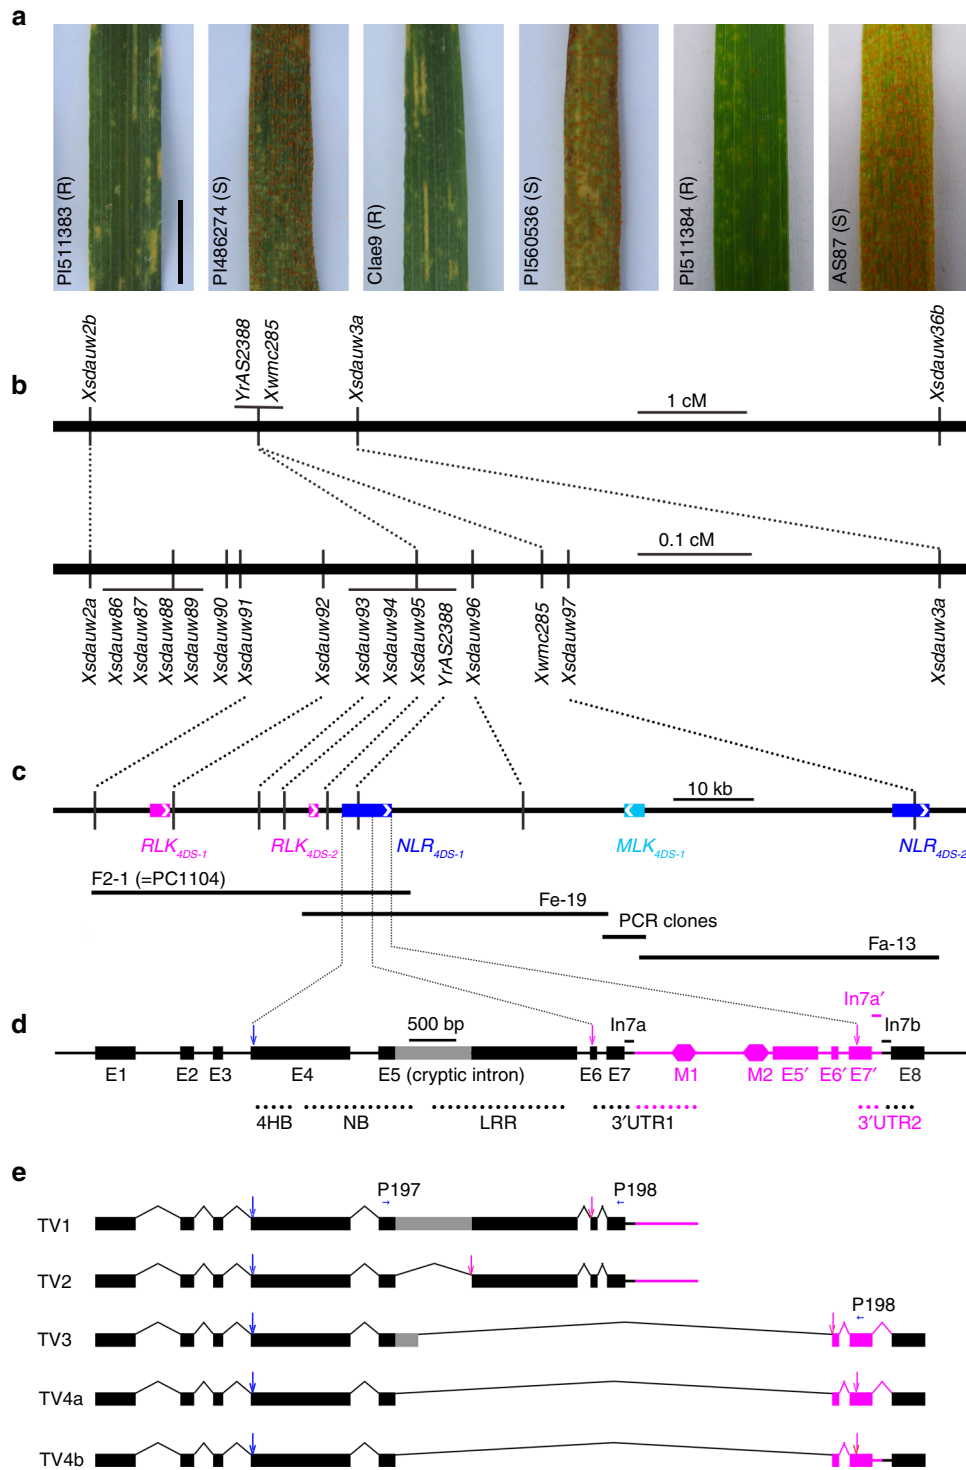 a
PI511383 (R)
PI486274 (S)
Clae9 (R)
PI560536 (S)
PI511384 (R)
AS87 (S)
b
Xsdauw2b
YrAS2388
Xwmc285
Xsdauw3a
Xsdauw36b
1 cM
0.1 cM
Xsdauw2a
Xsdauw86
Xsdauw87
Xsdauw88
Xsdauw89
Xsdauw90
Xsdauw91
Xsdauw92
Xsdauw93
Xsdauw94
Xsdauw95
YrAS2388
Xsdauw96
Xwmc285
Xsdauw97
Xsdauw3a
c
10 kb
RLK4DS-1
RLK4DS-2
NLR4DS-1
MLK4DS-1
NLR4DS-2
F2-1 (=PC1104)
Fe-19
PCR clones
Fa-13
d
500 bp
In7a
In7a′
In7b
E1
E2
E3
E4
E5 (cryptic intron)
E6
E7
M1
M2
E5′
E6′
E7′
E8
4HB
NB
LRR
3′UTR1
3′UTR2
e
P197
P198
TV1
TV2
P198
TV3
TV4a
TV4b